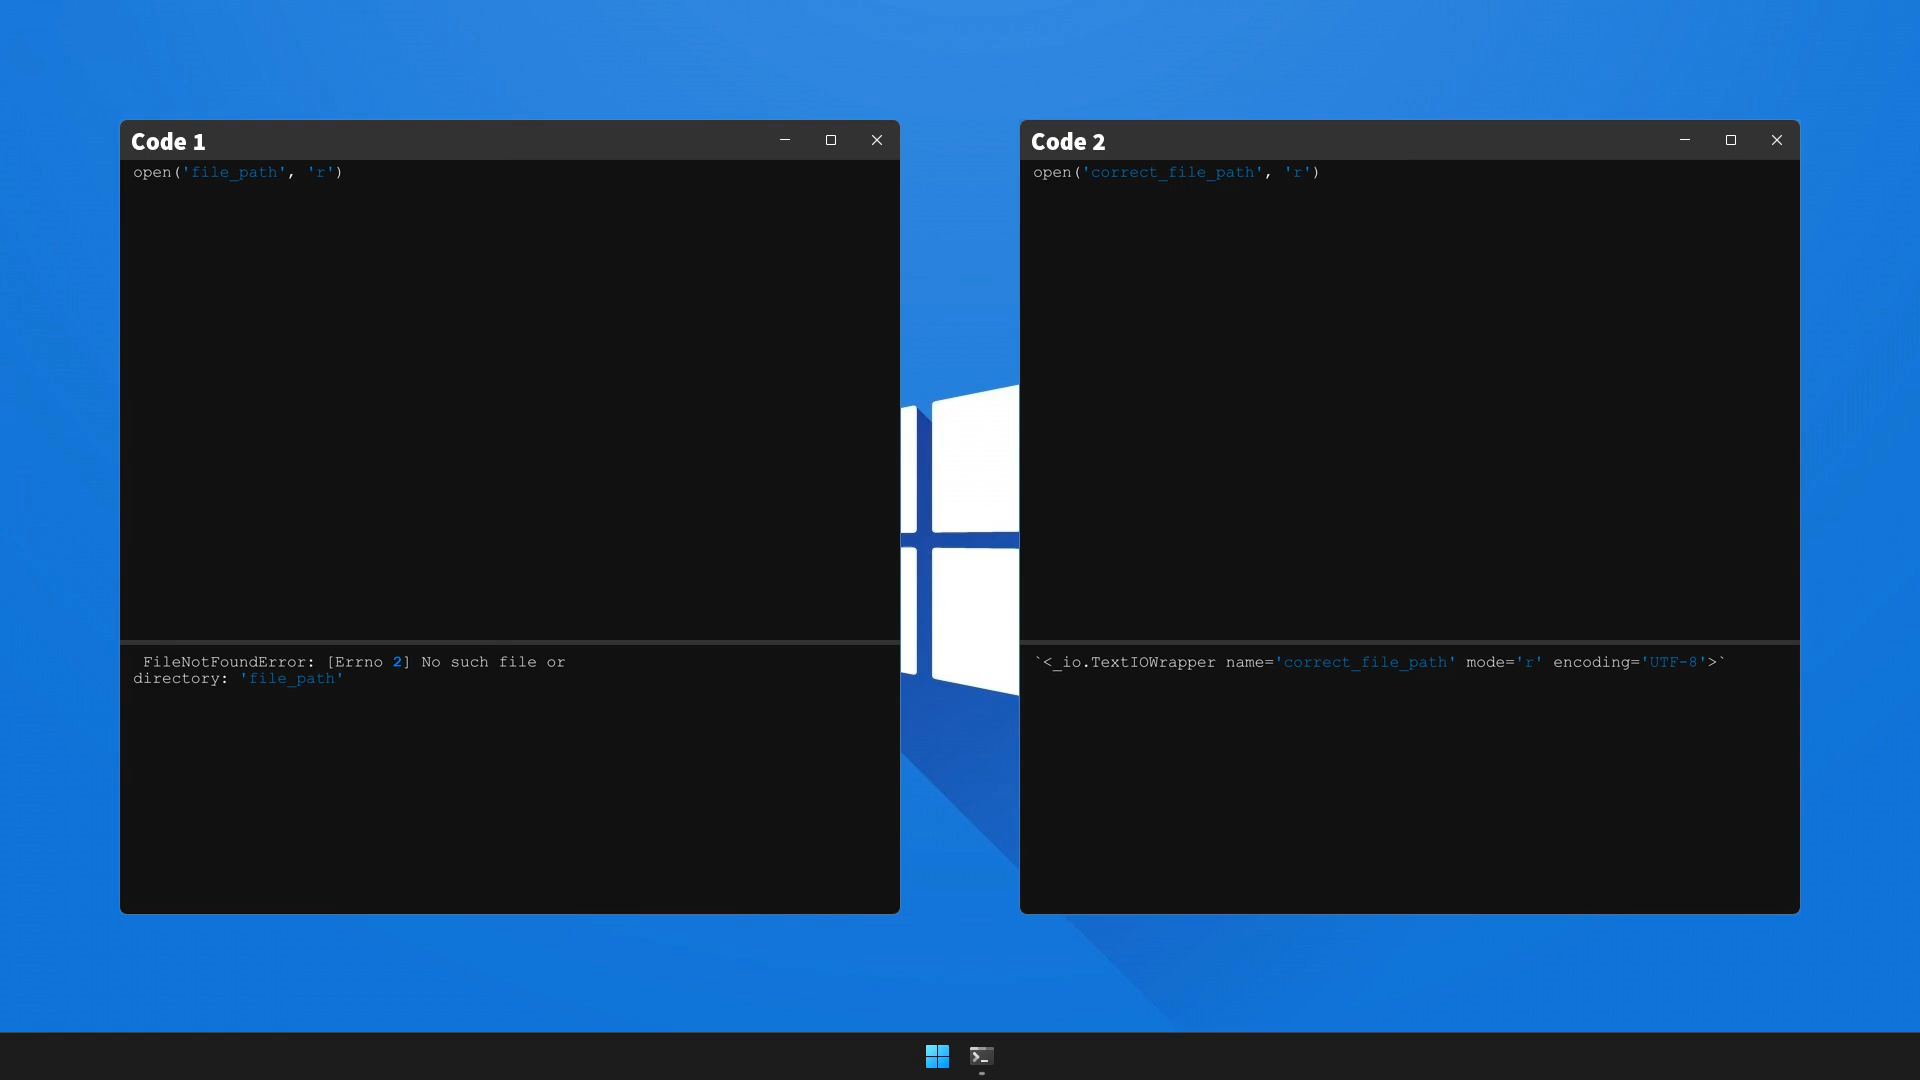 Code 1
open('file_path', 'r')
FileNotFoundError: [Errno 2] No such file or
directory: 'file_path'
Code 2
open('correct_file_path', 'r')
`<_io.TextIOWrapper name='correct_file_path' mode='r' encoding='UTF-8'>`